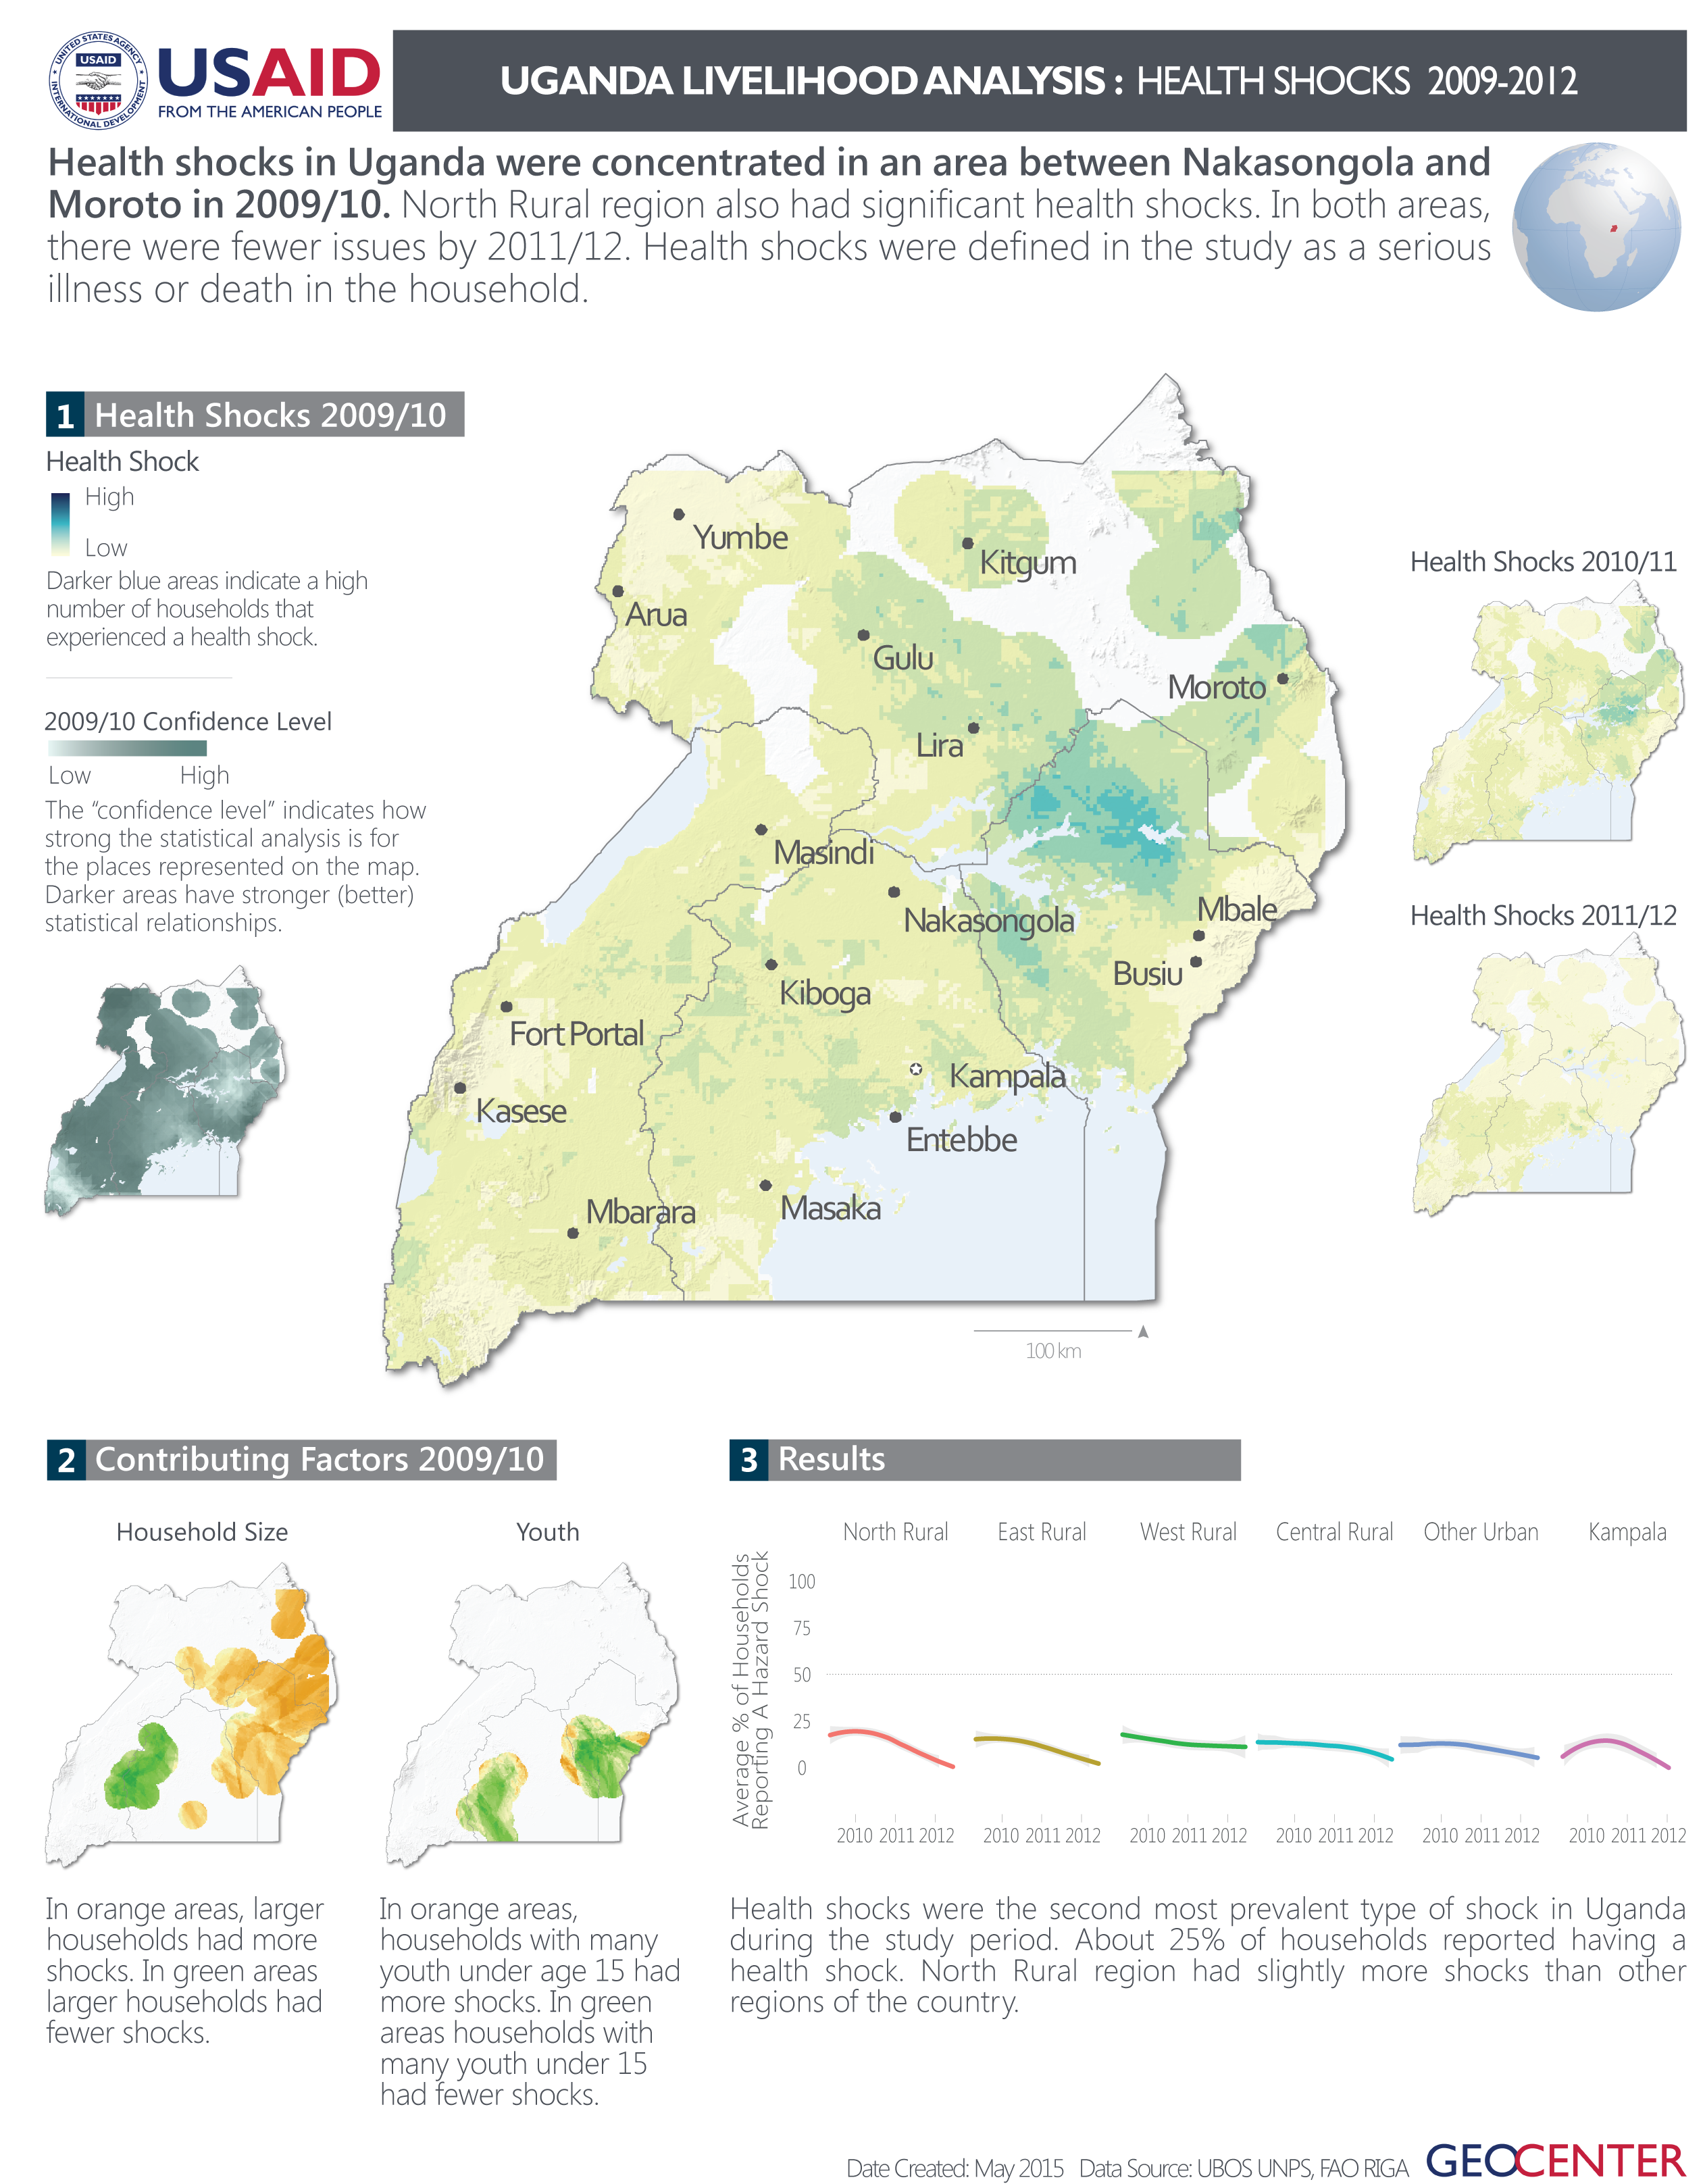 UNITED STATES AGENCY
USAID
INTERNATIONAL DEVELOPMENT
USAID
FROM THE AMERICAN PEOPLE
UGANDA LIVELIHOOD ANALYSIS : HEALTH SHOCKS 2009-2012
Health shocks in Uganda were concentrated in an area between Nakasongola and
Moroto in 2009/10. North Rural region also had significant health shocks. In both areas,
there were fewer issues by 2011/12. Health shocks were defined in the study as a serious
illness or death in the household.
1 Health Shocks 2009/10
Health Shock
High
Low
Darker blue areas indicate a high
number of households that
experienced a health shock.
2009/10 Confidence Level
Low High
The “confidence level” indicates how
strong the statistical analysis is for
the places represented on the map.
Darker areas have stronger (better)
statistical relationships.
Yumbe
Kitgum
Arua
Gulu
Moroto
Lira
Masindi
Nakasongola
Mbale
Busiu
Kiboga
Fort Portal
Kampala
Kasese
Entebbe
Mbarara
Masaka
100 km
Health Shocks 2010/11
Health Shocks 2011/12
2 Contributing Factors 2009/10
Household Size
Youth
In orange areas, larger
households had more
shocks. In green areas
larger households had
fewer shocks.
In orange areas,
households with many
youth under age 15 had
more shocks. In green
areas households with
many youth under 15
had fewer shocks.
3 Results
North Rural East Rural West Rural Central Rural Other Urban Kampala
Average % of Households
Reporting A Hazard Shock
100
75
50
25
0
2010 2011 2012 2010 2011 2012 2010 2011 2012 2010 2011 2012 2010 2011 2012 2010 2011 2012
Health shocks were the second most prevalent type of shock in Uganda
during the study period. About 25% of households reported having a
health shock. North Rural region had slightly more shocks than other
regions of the country.
Date Created: May 2015 Data Source: UBOS UNPS, FAO RIGA GEOCENTER